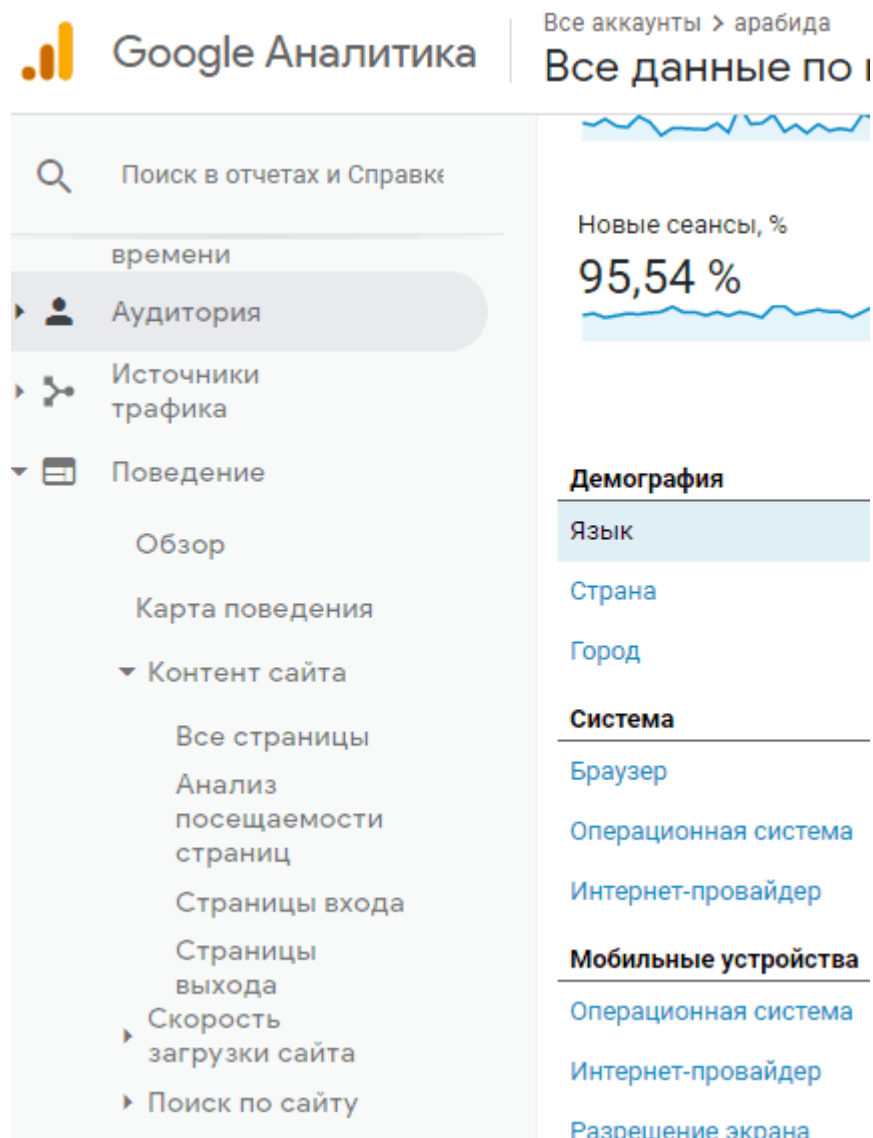 Google Аналитика
Все аккаунты > арабида
Все данные по
Поиск в отчетах и Справке
времени
Аудитория
Источники
трафика
Поведение
Обзор
Карта поведения
Контент сайта
Все страницы
Анализ
посещаемости
страниц
Страницы входа
Страницы
выхода
Скорость
загрузки сайта
Поиск по сайту
Новые сеансы, %
95,54 %
Демография
Язык
Страна
Город
Система
Браузер
Операционная система
Интернет-провайдер
Мобильные устройства
Операционная система
Интернет-провайдер
Разрешение экрана